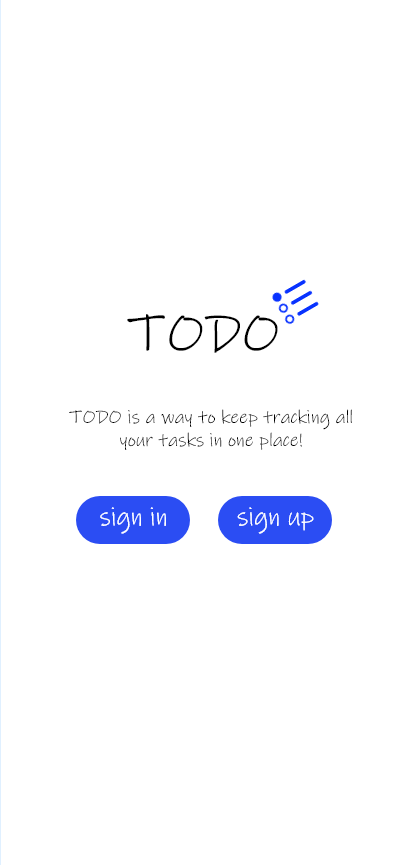 TODO
TODO is a way to keep tracking all
your tasks in one place!
sign in
sign up